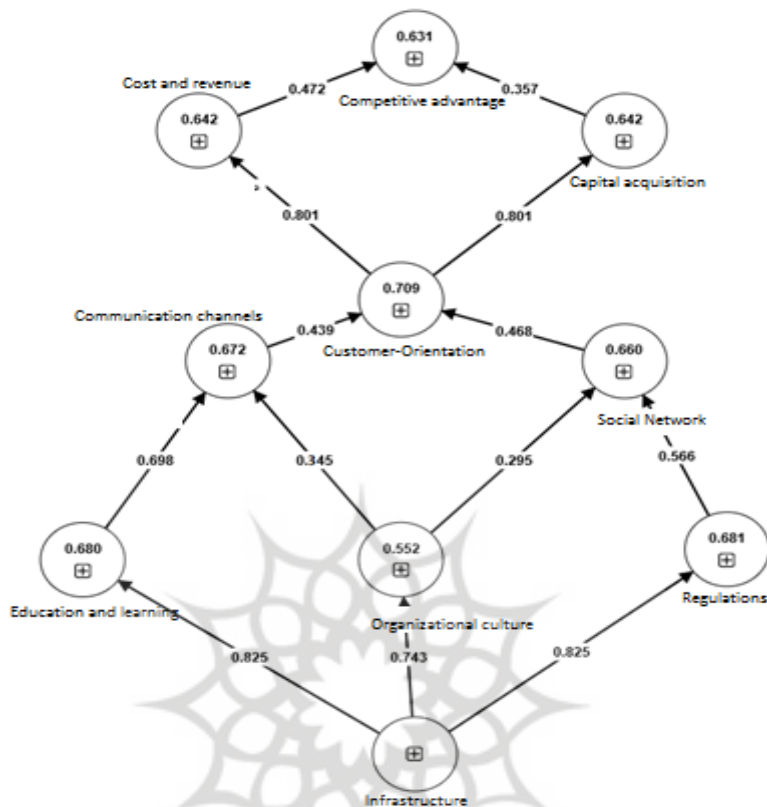 0.631
Cost and revenue
0.472
Competitive advantage
0.357
0.642
0.642
Capital acquisition
0.801
0.801
0.709
Communication channels
0.439
Customer-Orientation
0.468
0.672
0.660
Social Network
0.698
0.345
0.295
0.566
0.680
0.552
0.681
Education and learning
Organizational culture
Regulations
0.825
0.743
0.825
Infrastructure